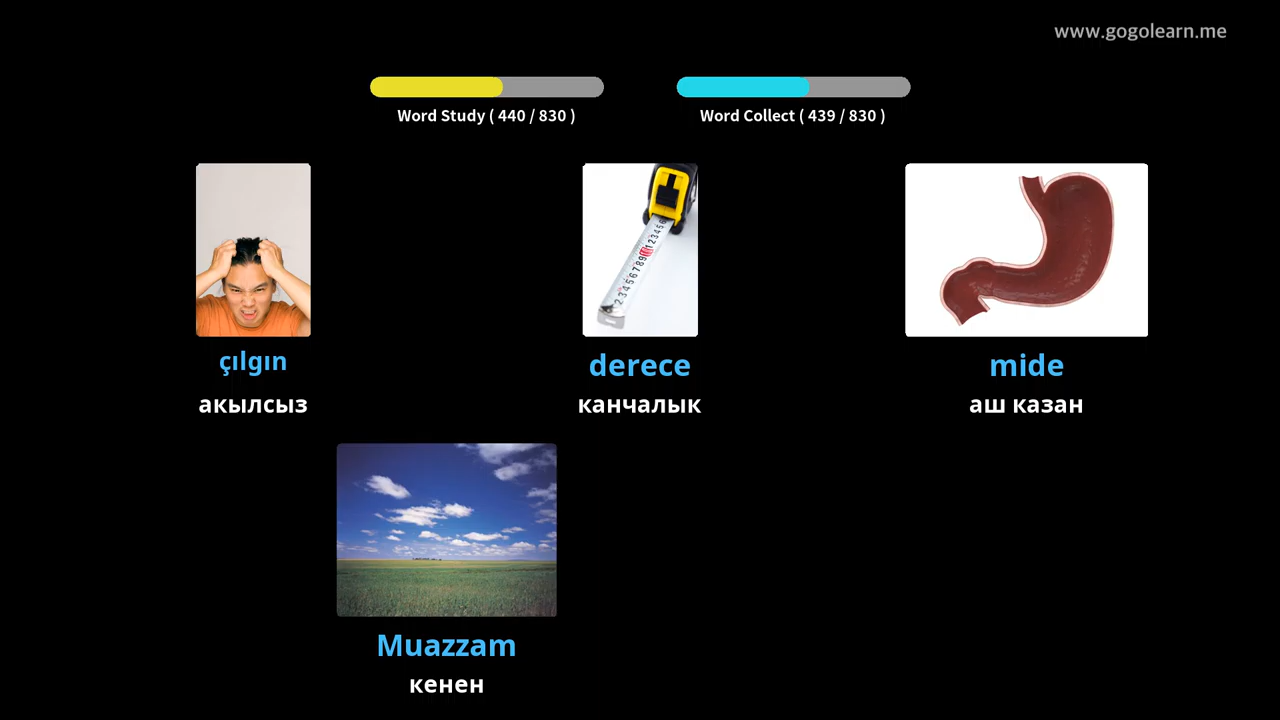 www.gogolearn.me
Word Study ( 440 / 830 )
Word Collect ( 439 / 830 )
çılgın
акылсыз
derece
канчалык
mide
аш казан
Muazzam
кенен